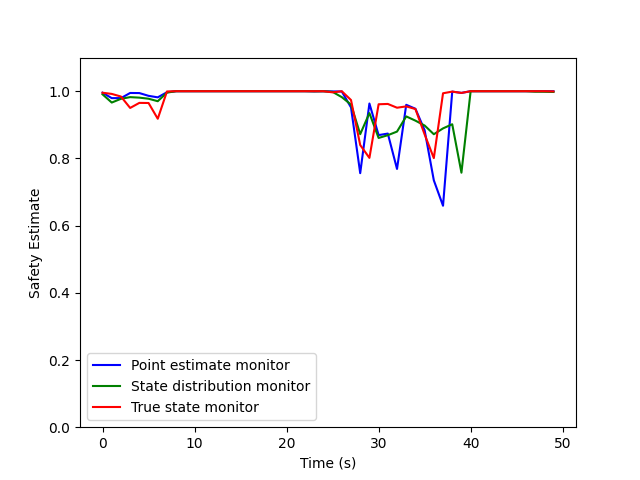 1.0
0.8
0.6
0.4
0.2
0.0
Safety Estimate
Point estimate monitor
State distribution monitor
True state monitor
0 10 20 30 40 50
Time (s)